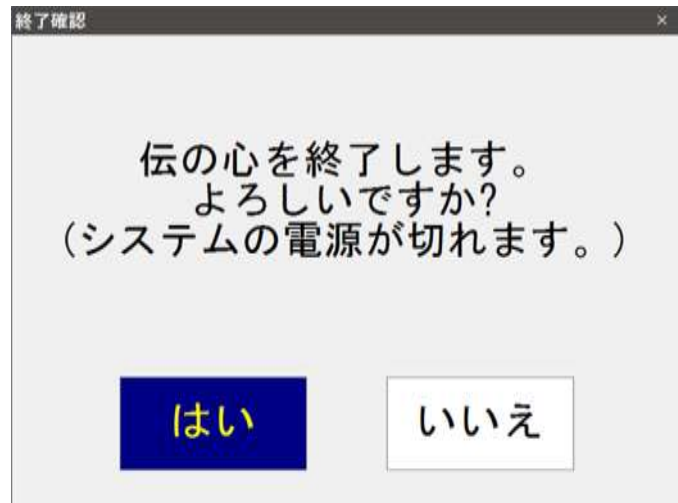 終了確認
伝の心を終了します。
よろしいですか?
(システムの電源が切れます。)
はい
いいえ